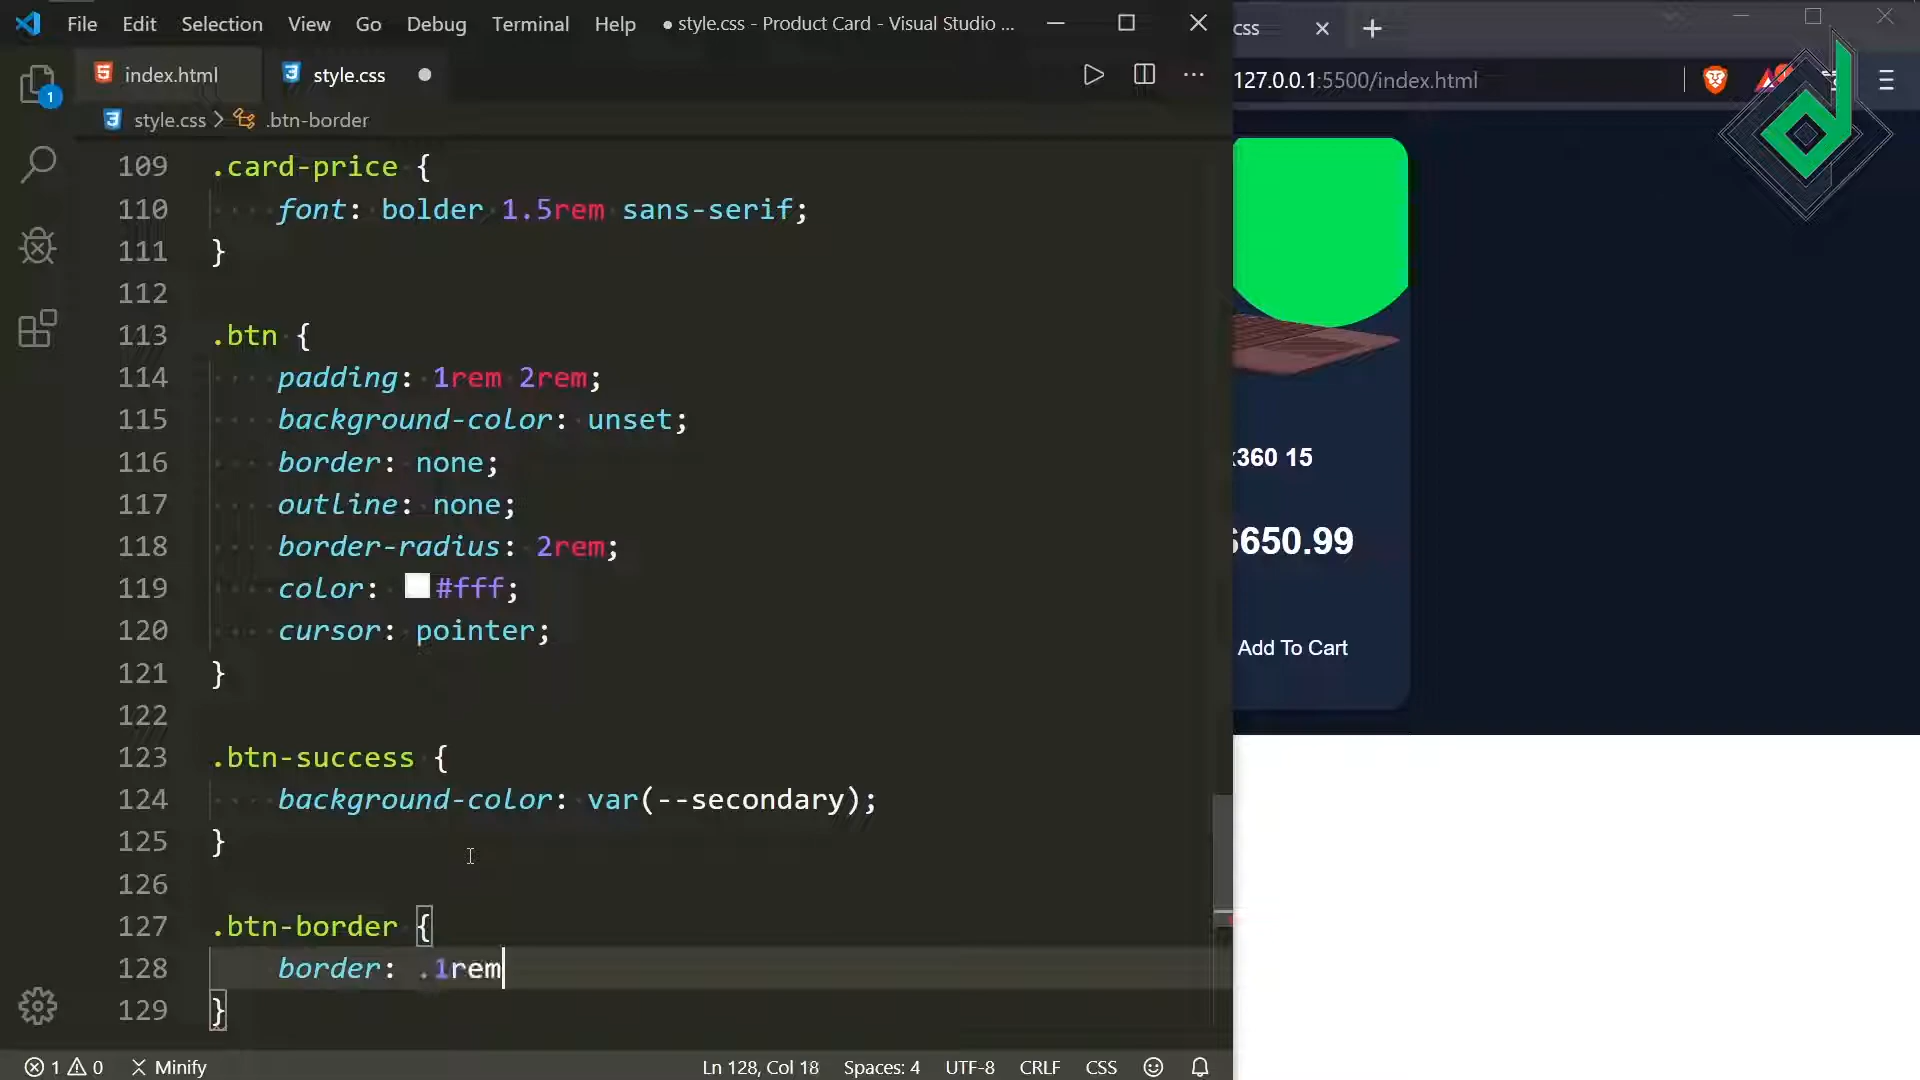 File Edit Selection View Go Debug Terminal Help ● style.css - Product Card - Visual Studio ...
css
index.html
style.css
127.0.0.1:5500/index.html
1
style.css > .btn-border
109 .card-price {
110 font: bolder 1.5rem sans-serif;
111 }
112
113 .btn {
114 padding: 1rem 2rem;
115 background-color: unset;
116 border: none;
117 outline: none;
118 border-radius: 2rem;
119 color: #fff;
120 cursor: pointer;
121 }
122
123 .btn-success {
124 background-color: var(--secondary);
125 }
126
127 .btn-border {
128 border: .1rem
129 }
x360 15
$650.99
Add To Cart
1 0 Minify
Ln 128, Col 18 Spaces: 4 UTF-8 CRLF CSS